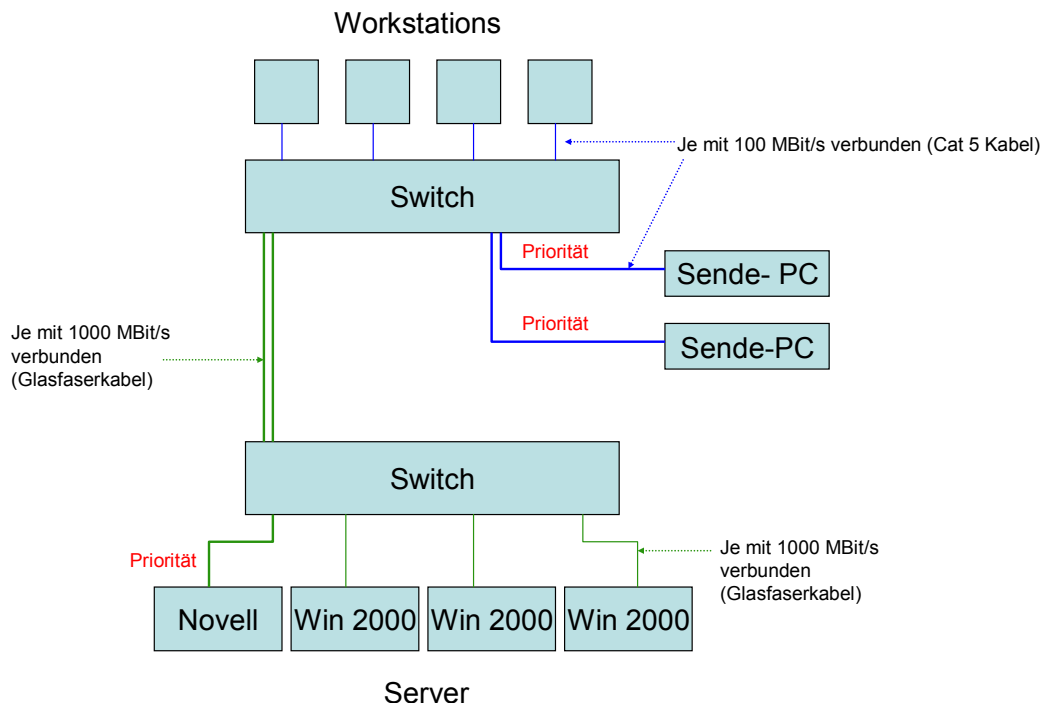 Workstations
Je mit 100 MBit/s verbunden (Cat 5 Kabel)
Switch
Priorität
Sende- PC
Priorität
Sende-PC
Je mit 1000 MBit/s
verbunden
(Glasfaserkabel)
Switch
Priorität
Je mit 1000 MBit/s
verbunden
(Glasfaserkabel)
Novell
Win 2000
Win 2000
Win 2000
Server